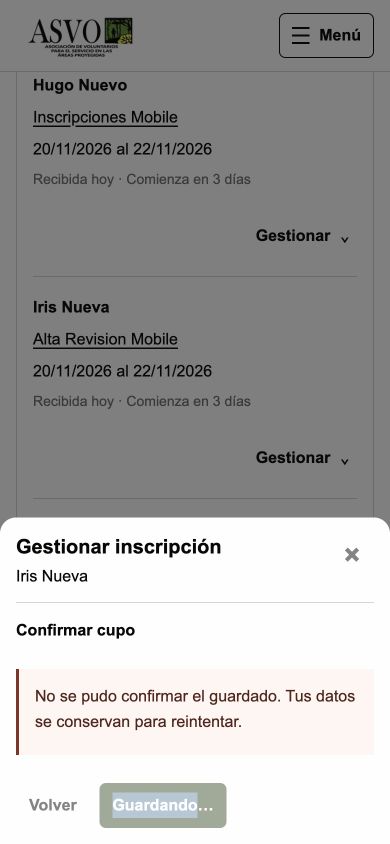 ASVO
ASOCIACIÓN DE VOLUNTARIOS
PARA EL SERVICIO EN LAS
ÁREAS PROTEGIDAS
Menú
Hugo Nuevo
Inscripciones Mobile
20/11/2026 al 22/11/2026
Recibida hoy · Comienza en 3 días
Gestionar
Iris Nueva
Alta Revision Mobile
20/11/2026 al 22/11/2026
Recibida hoy · Comienza en 3 días
Gestionar
Gestionar inscripción
Iris Nueva
Confirmar cupo
No se pudo confirmar el guardado. Tus datos
se conservan para reintentar.
Volver
Guardando…